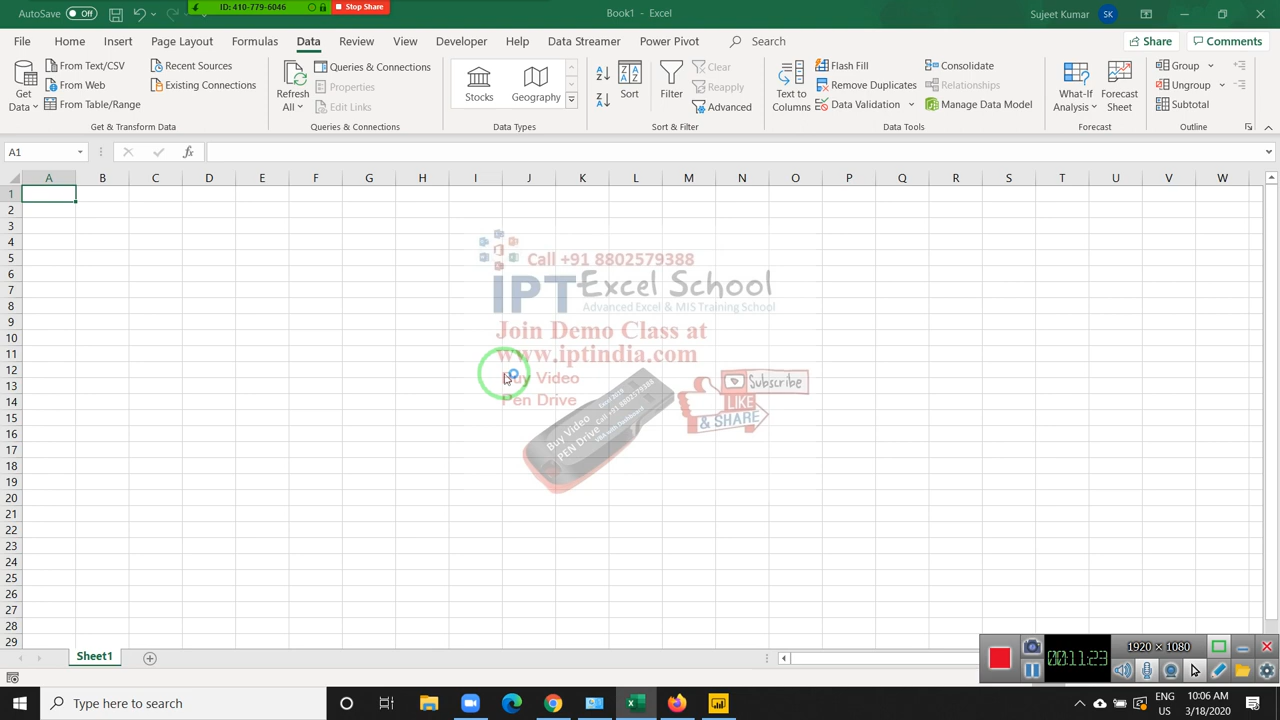 AutoSave Off
ID: 410-779-6046
Stop Share
Book1 - Excel
Sujeet Kumar
SK
File Home Insert Page Layout Formulas Data Review View Developer Help Data Streamer Power Pivot Search
Share Comments
Get Data
From Text/CSV
From Web
From Table/Range
Recent Sources
Existing Connections
Get & Transform Data
Refresh All
Queries & Connections
Properties
Edit Links
Queries & Connections
Stocks
Geography
Data Types
Sort
Filter
Clear
Reapply
Advanced
Sort & Filter
Text to Columns
Flash Fill
Remove Duplicates
Data Validation
Consolidate
Relationships
Manage Data Model
Data Tools
What-If Analysis
Forecast Sheet
Forecast
Group
Ungroup
Subtotal
Outline
A1
fx
A B C D E F G H I J K L M N O P Q R S T U V W
1
2
3
4
5
6
7
8
9
10
11
12
13
14
15
16
17
18
19
20
21
22
23
24
25
26
27
28
29
Call +91 8802579388
iPT Excel School
Advanced Excel & MIS Training School
Join Demo Class at
www.iptindia.com
Buy Video
Pen Drive
Subscribe
LIKE
& SHARE
Buy Video
PEN Drive
Call +91 8802579388
Sheet1
00:11:23
1920 × 1080
Type here to search
ENG
US
10:06 AM
3/18/2020